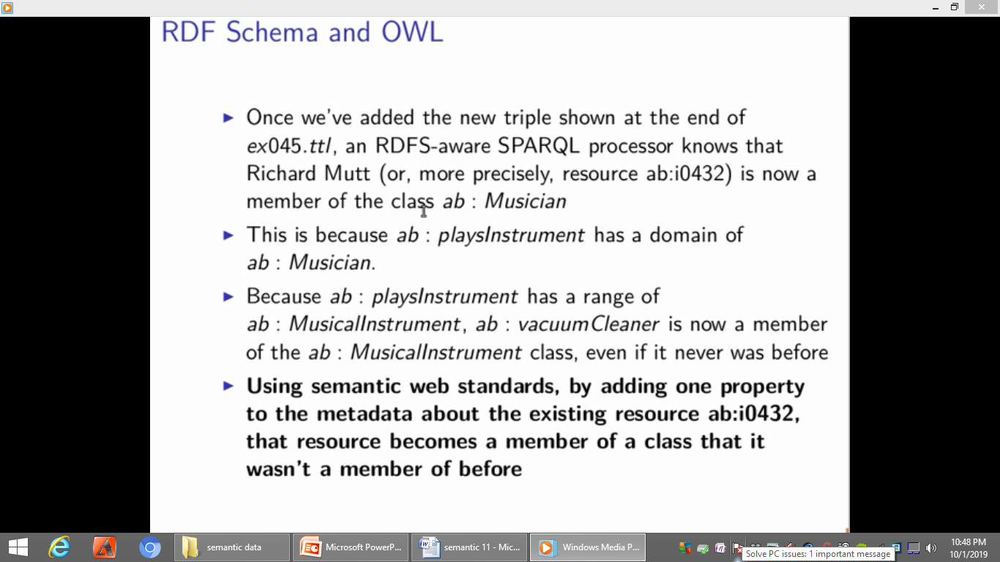 RDF Schema and OWL
Once we've added the new triple shown at the end of
ex045.ttl, an RDFS-aware SPARQL processor knows that
Richard Mutt (or, more precisely, resource ab:i0432) is now a
member of the class ab : Musician
This is because ab : playsInstrument has a domain of
ab : Musician.
Because ab : playsInstrument has a range of
ab : MusicalInstrument, ab : vacuumCleaner is now a member
of the ab : MusicalInstrument class, even if it never was before
Using semantic web standards, by adding one property
to the metadata about the existing resource ab:i0432,
that resource becomes a member of a class that it
wasn't a member of before
semantic data
Microsoft PowerP...
semantic 11 - Mic...
Windows Media P...
10:48 PM
Solve PC issues: 1 important message
10/1/2019